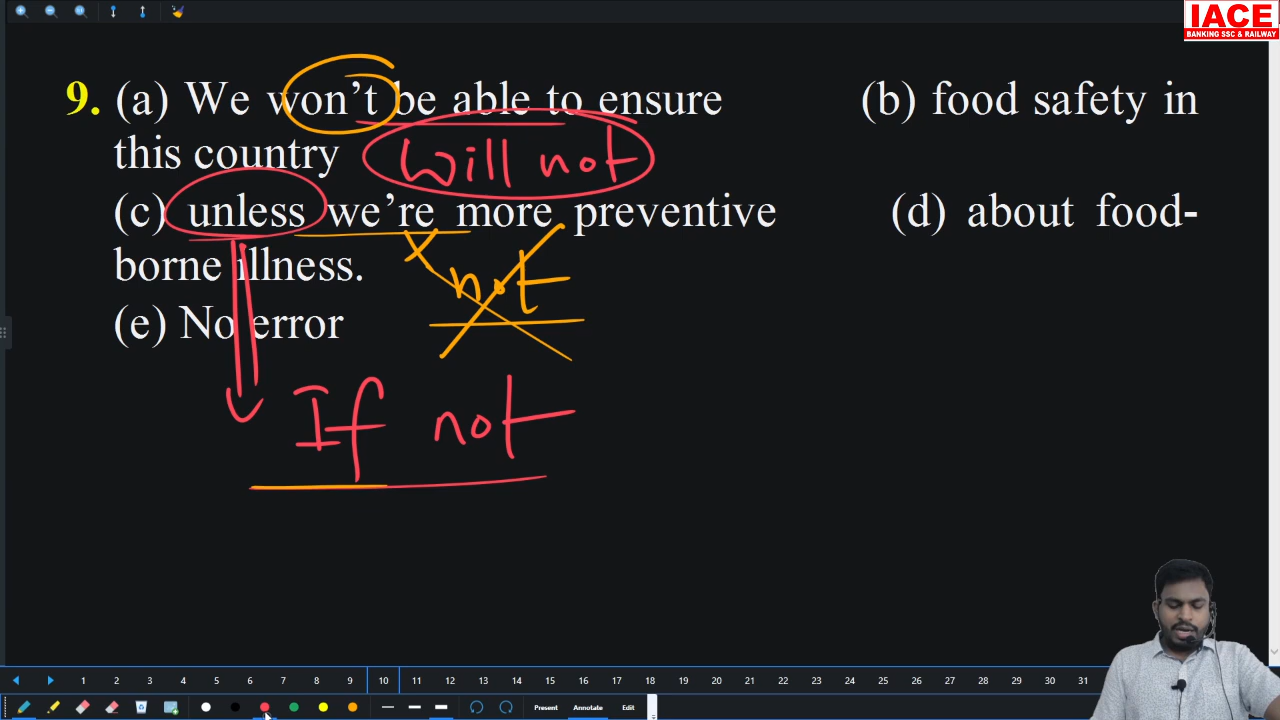 IACE
BANKING SSC & RAILWAY
9. (a) We won't be able to ensure (b) food safety in
this country will not
(c) unless we're more preventive (d) about food-
borne illness.
not
(e) No error
If not
1 2 3 4 5 6 7 8 9 10 11 12 13 14 15 16 17 18 19 20 21 22 23 24 25 26 27 28 29 30 31
Present Annotate Edit